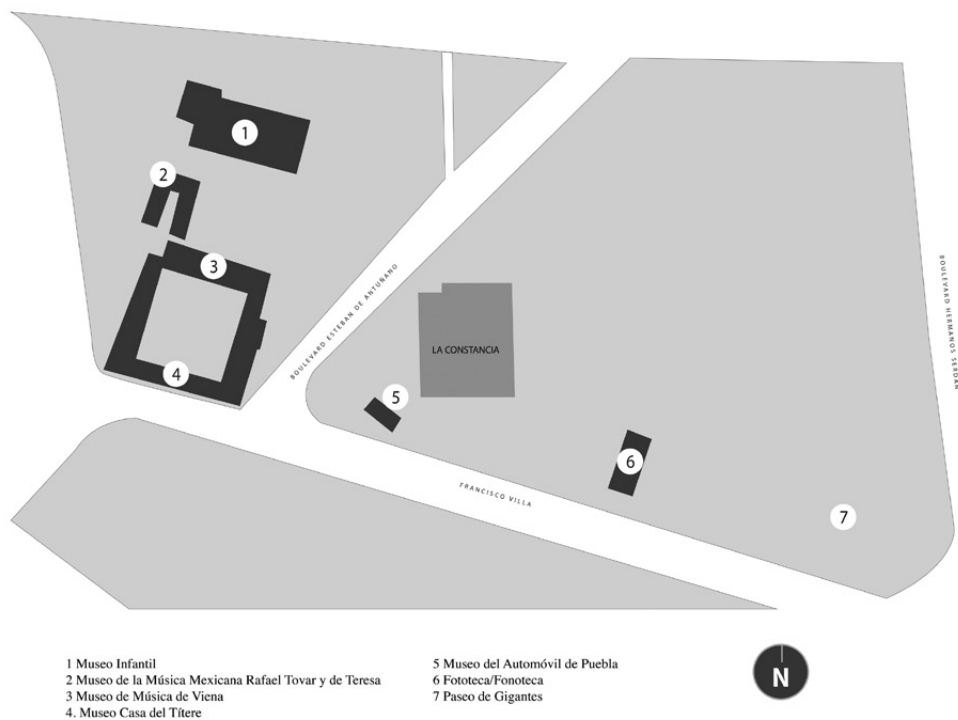 1
2
3
4
BOULEVARD ESTEBAN DE ANTUÑANO
LA CONSTANCIA
5
FRANCISCO VILLA
6
7
BOULEVARD HERMANOS SERDAN
1 Museo Infantil
2 Museo de la Música Mexicana Rafael Tovar y de Teresa
3 Museo de Música de Viena
4. Museo Casa del Títere
5 Museo del Automóvil de Puebla
6 Fototeca/Fonoteca
7 Paseo de Gigantes
N